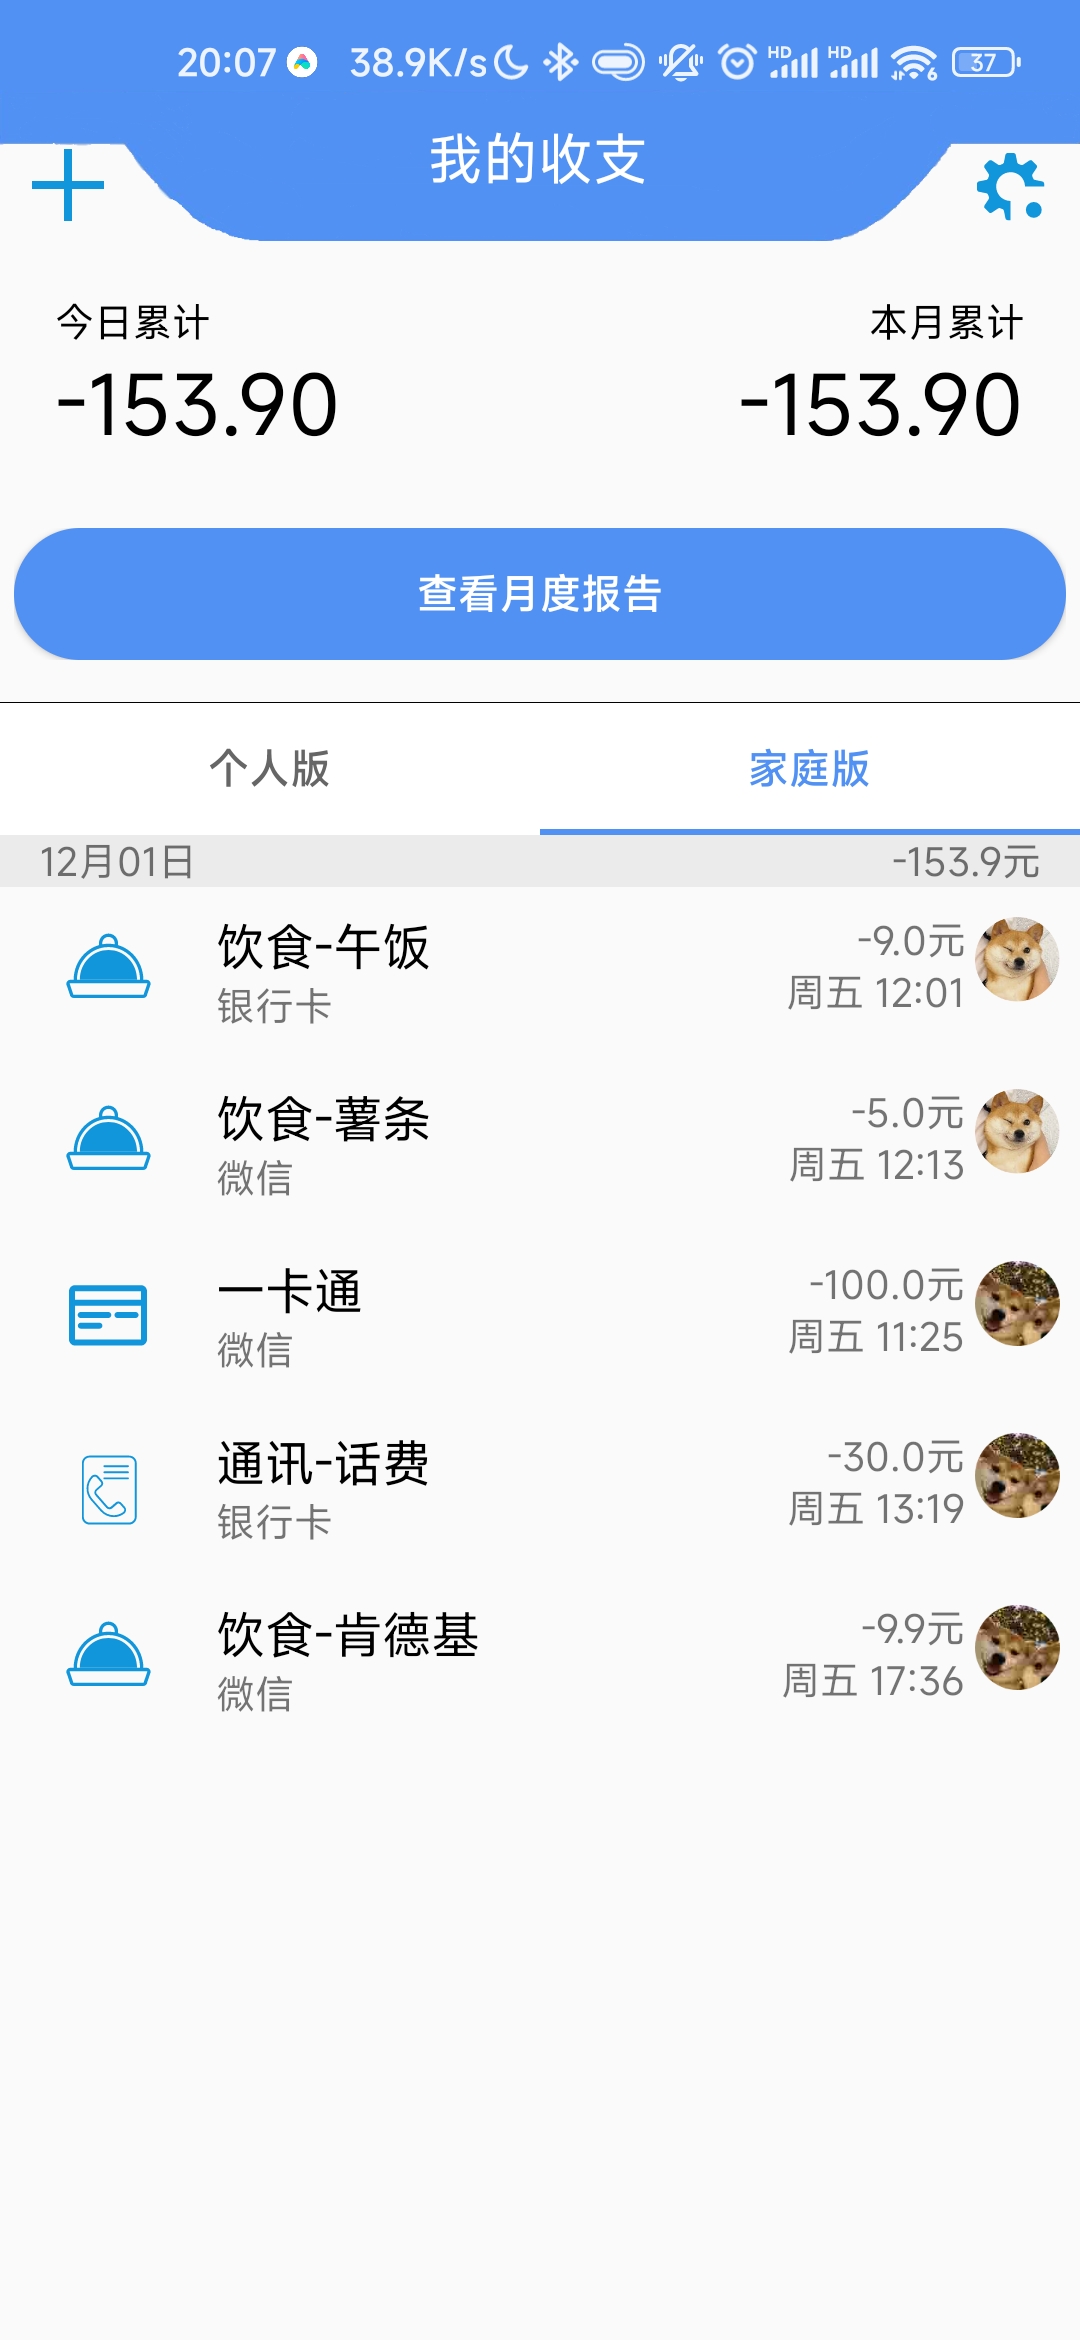 20:07 38.9K/s HD HD 6 37
我的收支
今日累计 本月累计
-153.90 -153.90
查看月度报告
个人版 家庭版
12月01日 -153.9元
饮食-午饭 -9.0元
银行卡 周五 12:01
饮食-薯条 -5.0元
微信 周五 12:13
一卡通 -100.0元
微信 周五 11:25
通讯-话费 -30.0元
银行卡 周五 13:19
饮食-肯德基 -9.9元
微信 周五 17:36